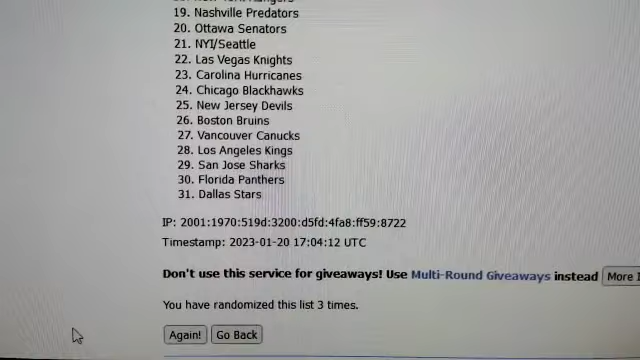 19. Nashville Predators
20. Ottawa Senators
21. NYI/Seattle
22. Las Vegas Knights
23. Carolina Hurricanes
24. Chicago Blackhawks
25. New Jersey Devils
26. Boston Bruins
27. Vancouver Canucks
28. Los Angeles Kings
29. San Jose Sharks
30. Florida Panthers
31. Dallas Stars
IP: 2001:1970:519d:3200:d5fd:4fa8:ff59:8722
Timestamp: 2023-01-20 17:04:12 UTC
Don't use this service for giveaways! Use Multi-Round Giveaways instead More
You have randomized this list 3 times.
Again! Go Back